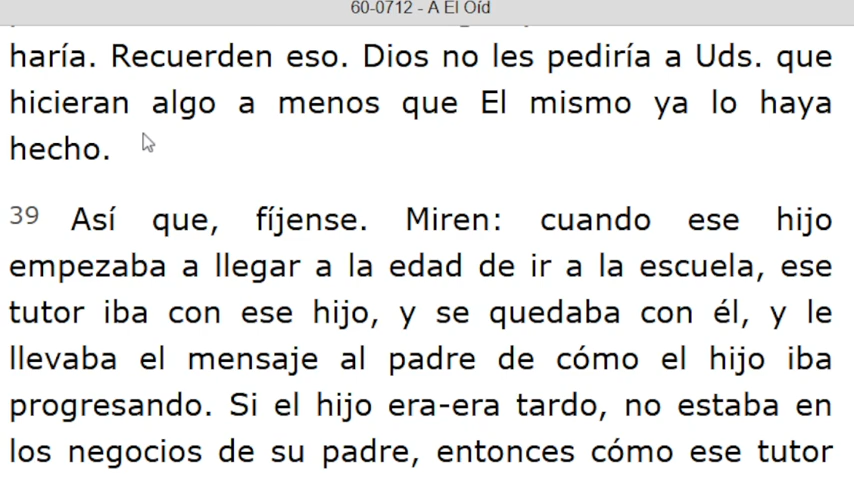 60-0712 - A El Oíd
haría. Recuerden eso. Dios no les pediría a Uds. que
hicieran algo a menos que El mismo ya lo haya
hecho.
39 Así que, fíjense. Miren: cuando ese hijo
empezaba a llegar a la edad de ir a la escuela, ese
tutor iba con ese hijo, y se quedaba con él, y le
llevaba el mensaje al padre de cómo el hijo iba
progresando. Si el hijo era-era tardo, no estaba en
los negocios de su padre, entonces cómo ese tutor